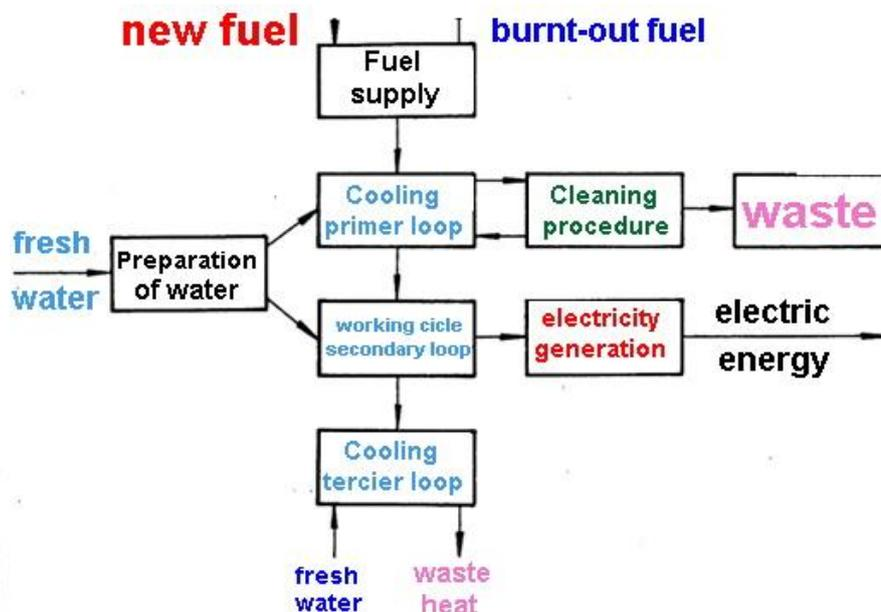 new fuel
burnt-out fuel
Fuel
supply
Cooling
primer loop
Cleaning
procedure
waste
fresh
water
Preparation
of water
working cicle
secondary loop
electricity
generation
electric
energy
Cooling
tercier loop
fresh
water
waste
heat